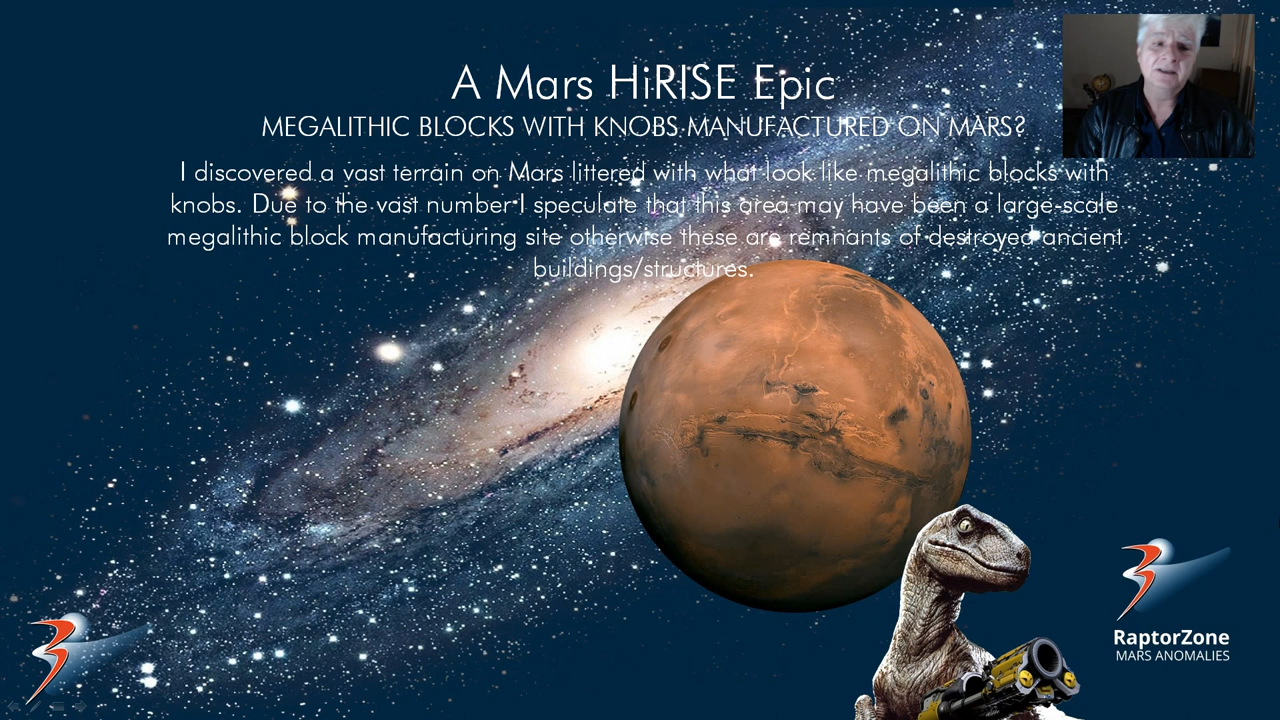 A Mars HiRISE Epic
MEGALITHIC BLOCKS WITH KNOBS MANUFACTURED ON MARS?
I discovered a vast terrain on Mars littered with what look like megalithic blocks with
knobs. Due to the vast number I speculate that this area may have been a large-scale
megalithic block manufacturing site otherwise these are remnants of destroyed ancient
buildings/structures.
RaptorZone
MARS ANOMALIES